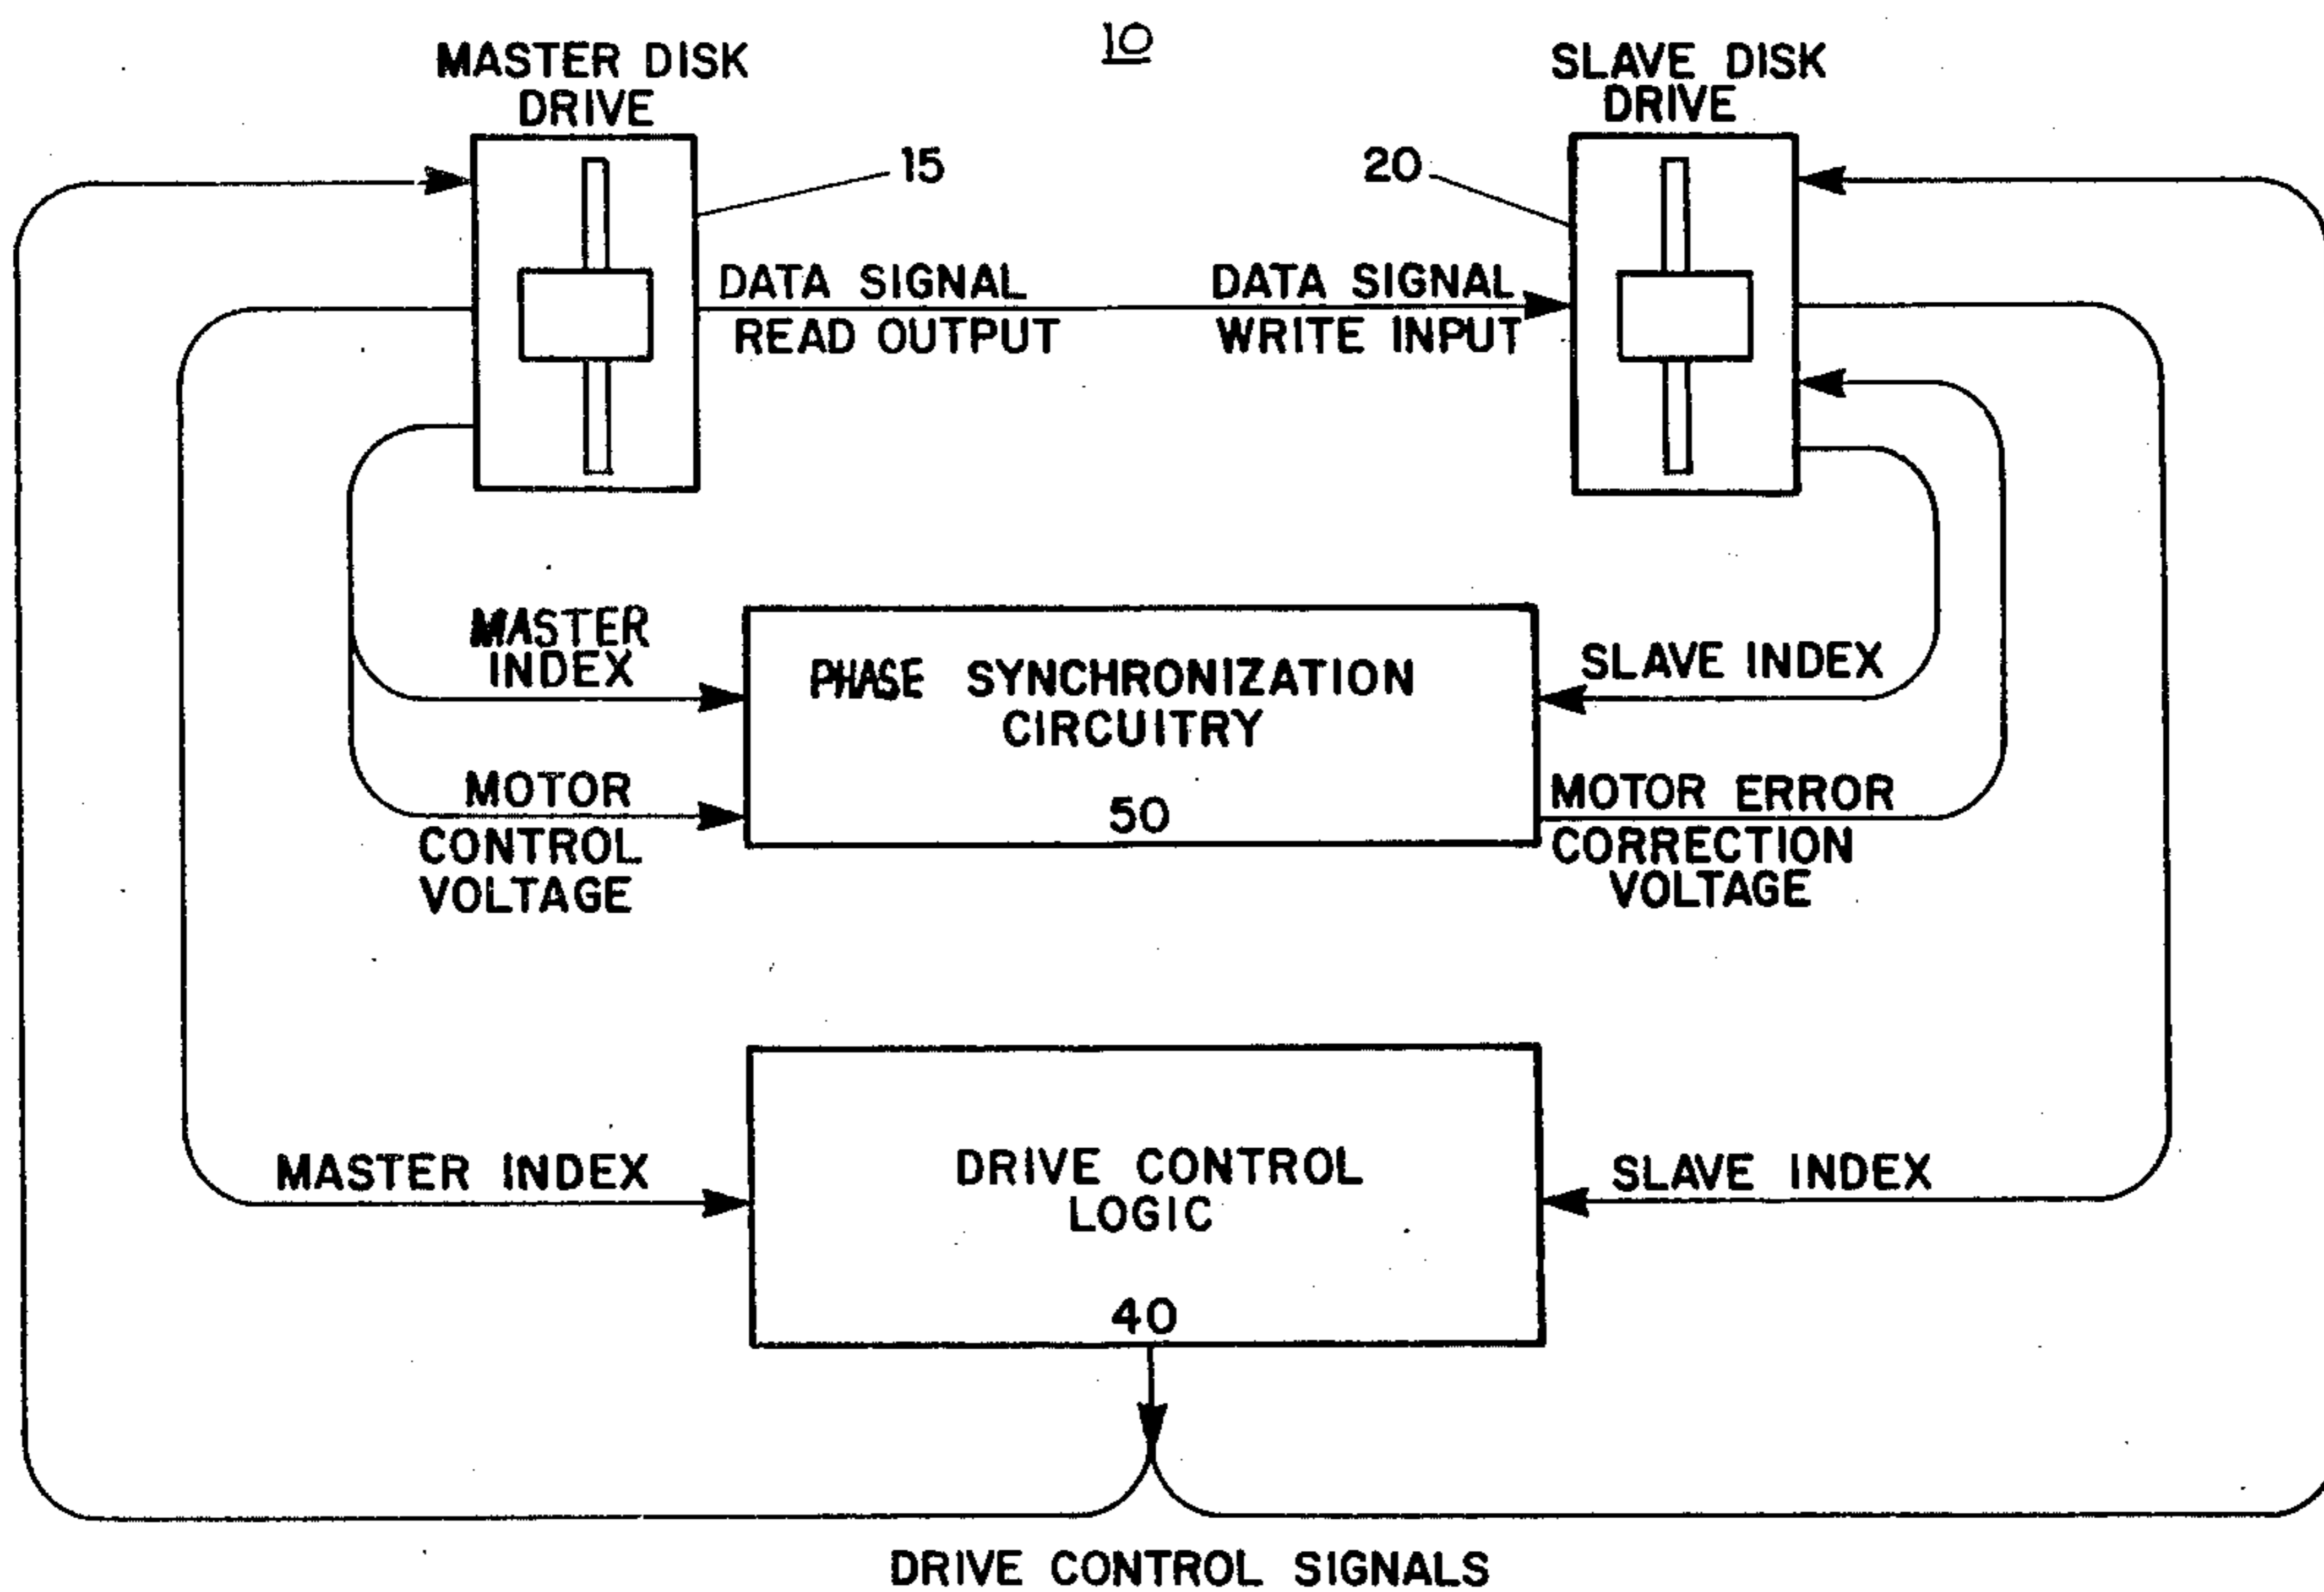 10
MASTER DISK
DRIVE
SLAVE DISK
DRIVE
15
20
DATA SIGNAL
READ OUTPUT
DATA SIGNAL
WRITE INPUT
MASTER
INDEX
PHASE SYNCHRONIZATION
CIRCUITRY
50
SLAVE INDEX
MOTOR
CONTROL
VOLTAGE
MOTOR ERROR
CORRECTION
VOLTAGE
MASTER INDEX
DRIVE CONTROL
LOGIC
40
SLAVE INDEX
DRIVE CONTROL SIGNALS